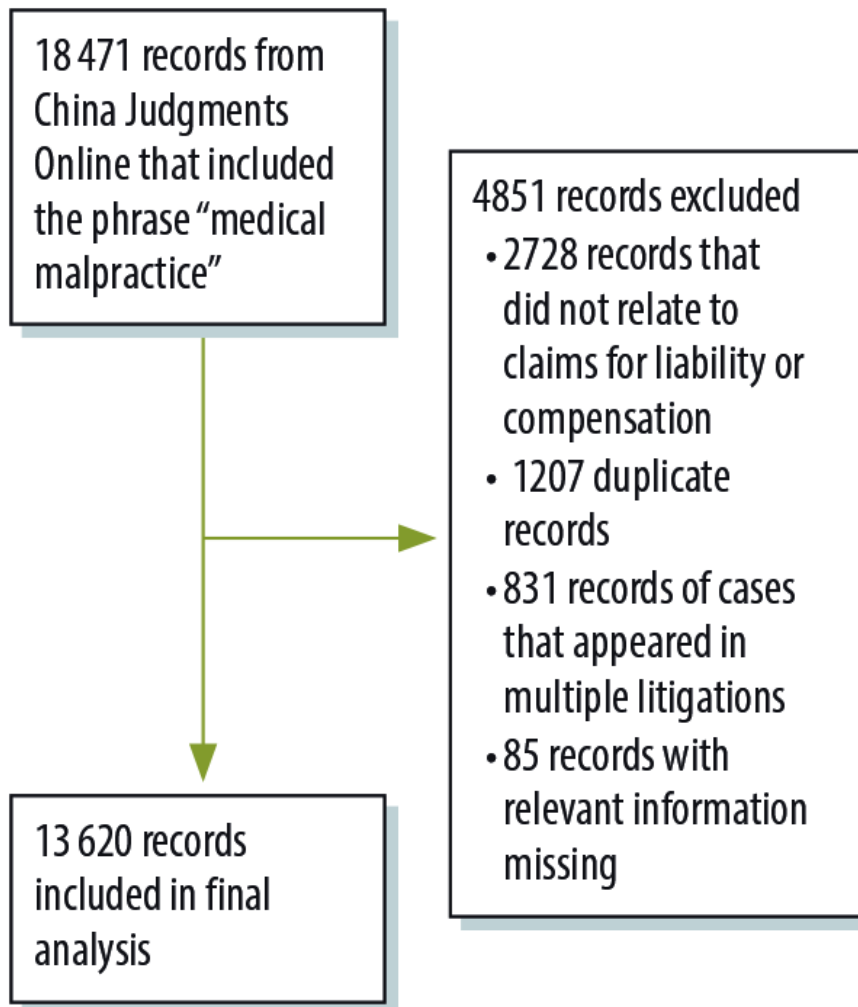 18 471 records from
China Judgments
Online that included
the phrase “medical
malpractice”
4851 records excluded
• 2728 records that
did not relate to
claims for liability or
compensation
• 1207 duplicate
records
• 831 records of cases
that appeared in
multiple litigations
• 85 records with
relevant information
missing
13 620 records
included in final
analysis